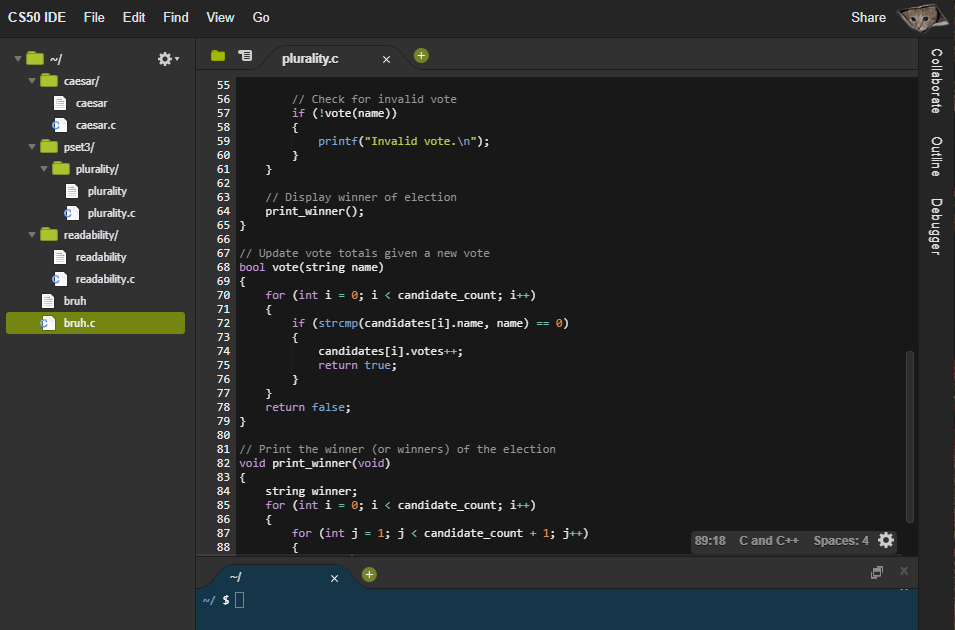 CS50 IDE File Edit Find View Go Share
~/
caesar/
caesar
caesar.c
pset3/
plurality/
plurality
plurality.c
readability/
readability
readability.c
bruh
bruh.c
plurality.c ×
55
56 // Check for invalid vote
57 if (!vote(name))
58 {
59 printf("Invalid vote.\n");
60 }
61 }
62
63 // Display winner of election
64 print_winner();
65 }
66
67 // Update vote totals given a new vote
68 bool vote(string name)
69 {
70 for (int i = 0; i < candidate_count; i++)
71 {
72 if (strcmp(candidates[i].name, name) == 0)
73 {
74 candidates[i].votes++;
75 return true;
76 }
77 }
78 return false;
79 }
80
81 // Print the winner (or winners) of the election
82 void print_winner(void)
83 {
84 string winner;
85 for (int i = 0; i < candidate_count; i++)
86 {
87 for (int j = 1; j < candidate_count + 1; j++)
88 {
89:18 C and C++ Spaces: 4
~/ ×
~/ $
Collaborate
Outline
Debugger